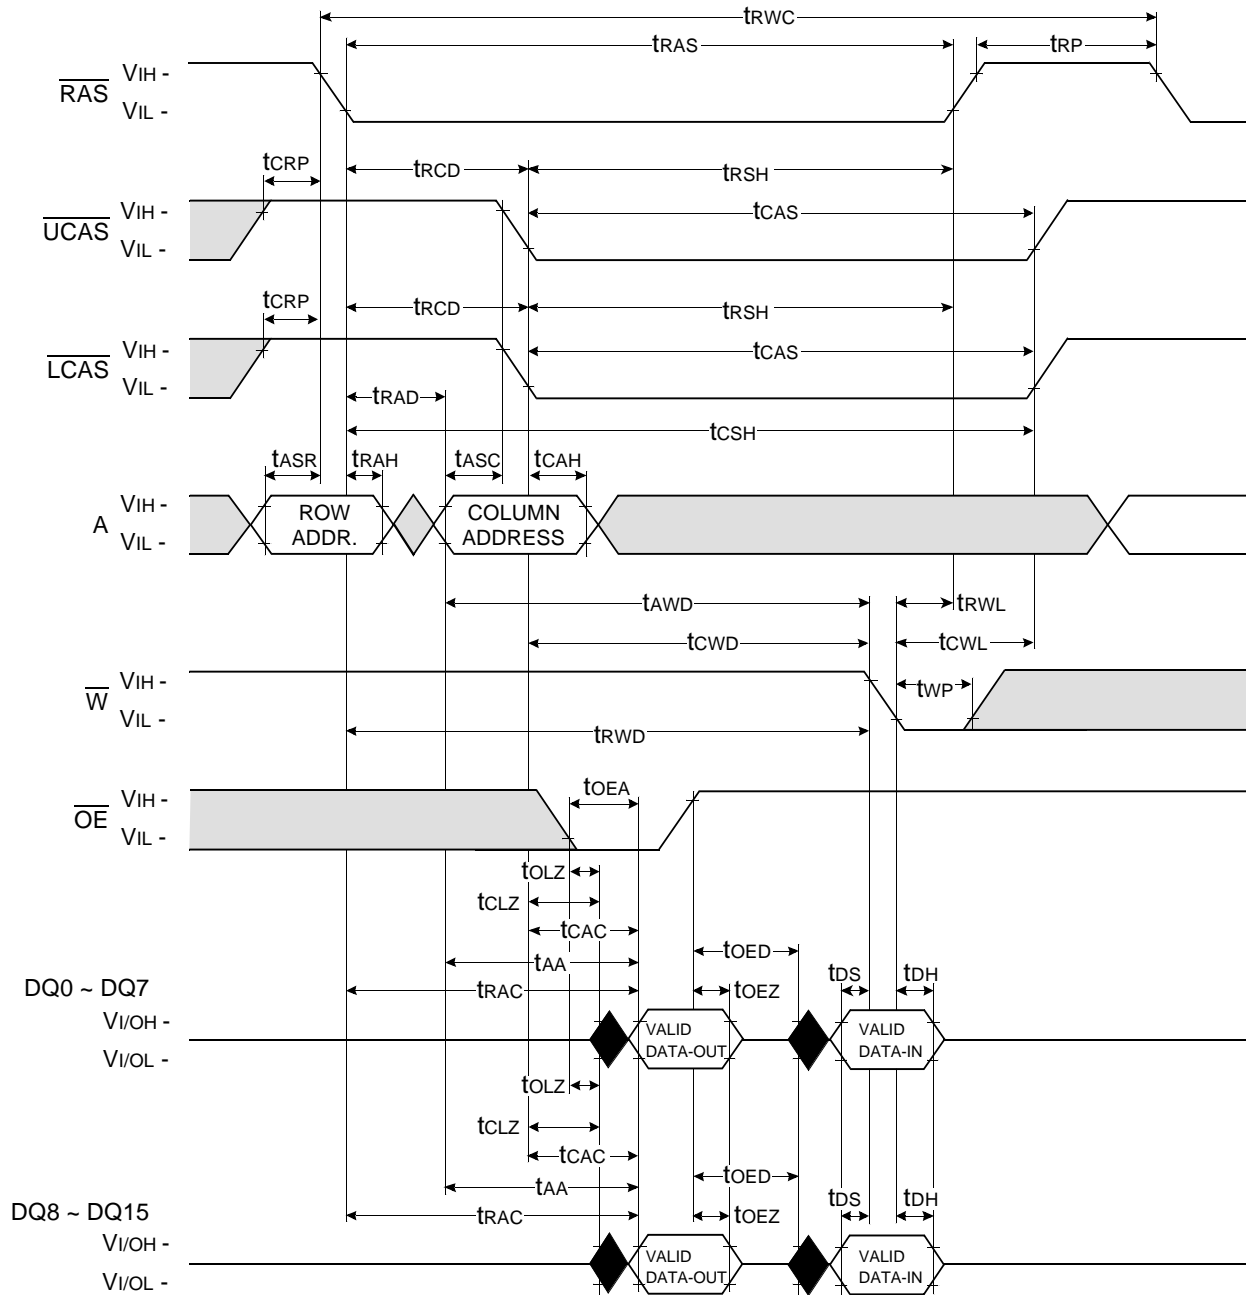 tRWC
tRAS tRP
RAS VIH -
VIL -
tCRP tRCD tRSH
UCAS VIH - tCAS
VIL -
tCRP tRCD tRSH
LCAS VIH - tCAS
VIL -
tRAD
tCSH
tASR tRAH tASC tCAH
A VIH - ROW COLUMN
VIL - ADDR. ADDRESS
tAWD tRWL
tCWD tCWL
W VIH - tWP
VIL -
tRWD
OE VIH - tOEA
VIL -
tOLZ
tCLZ
tCAC tOED
tAA tDS tDH
DQ0 ~ DQ7 tRAC tOEZ
VI/OH - VALID VALID
VI/OL - DATA-OUT DATA-IN
tOLZ
tCLZ
tCAC tOED
tAA tDS tDH
DQ8 ~ DQ15 tRAC tOEZ
VI/OH - VALID VALID
VI/OL - DATA-OUT DATA-IN